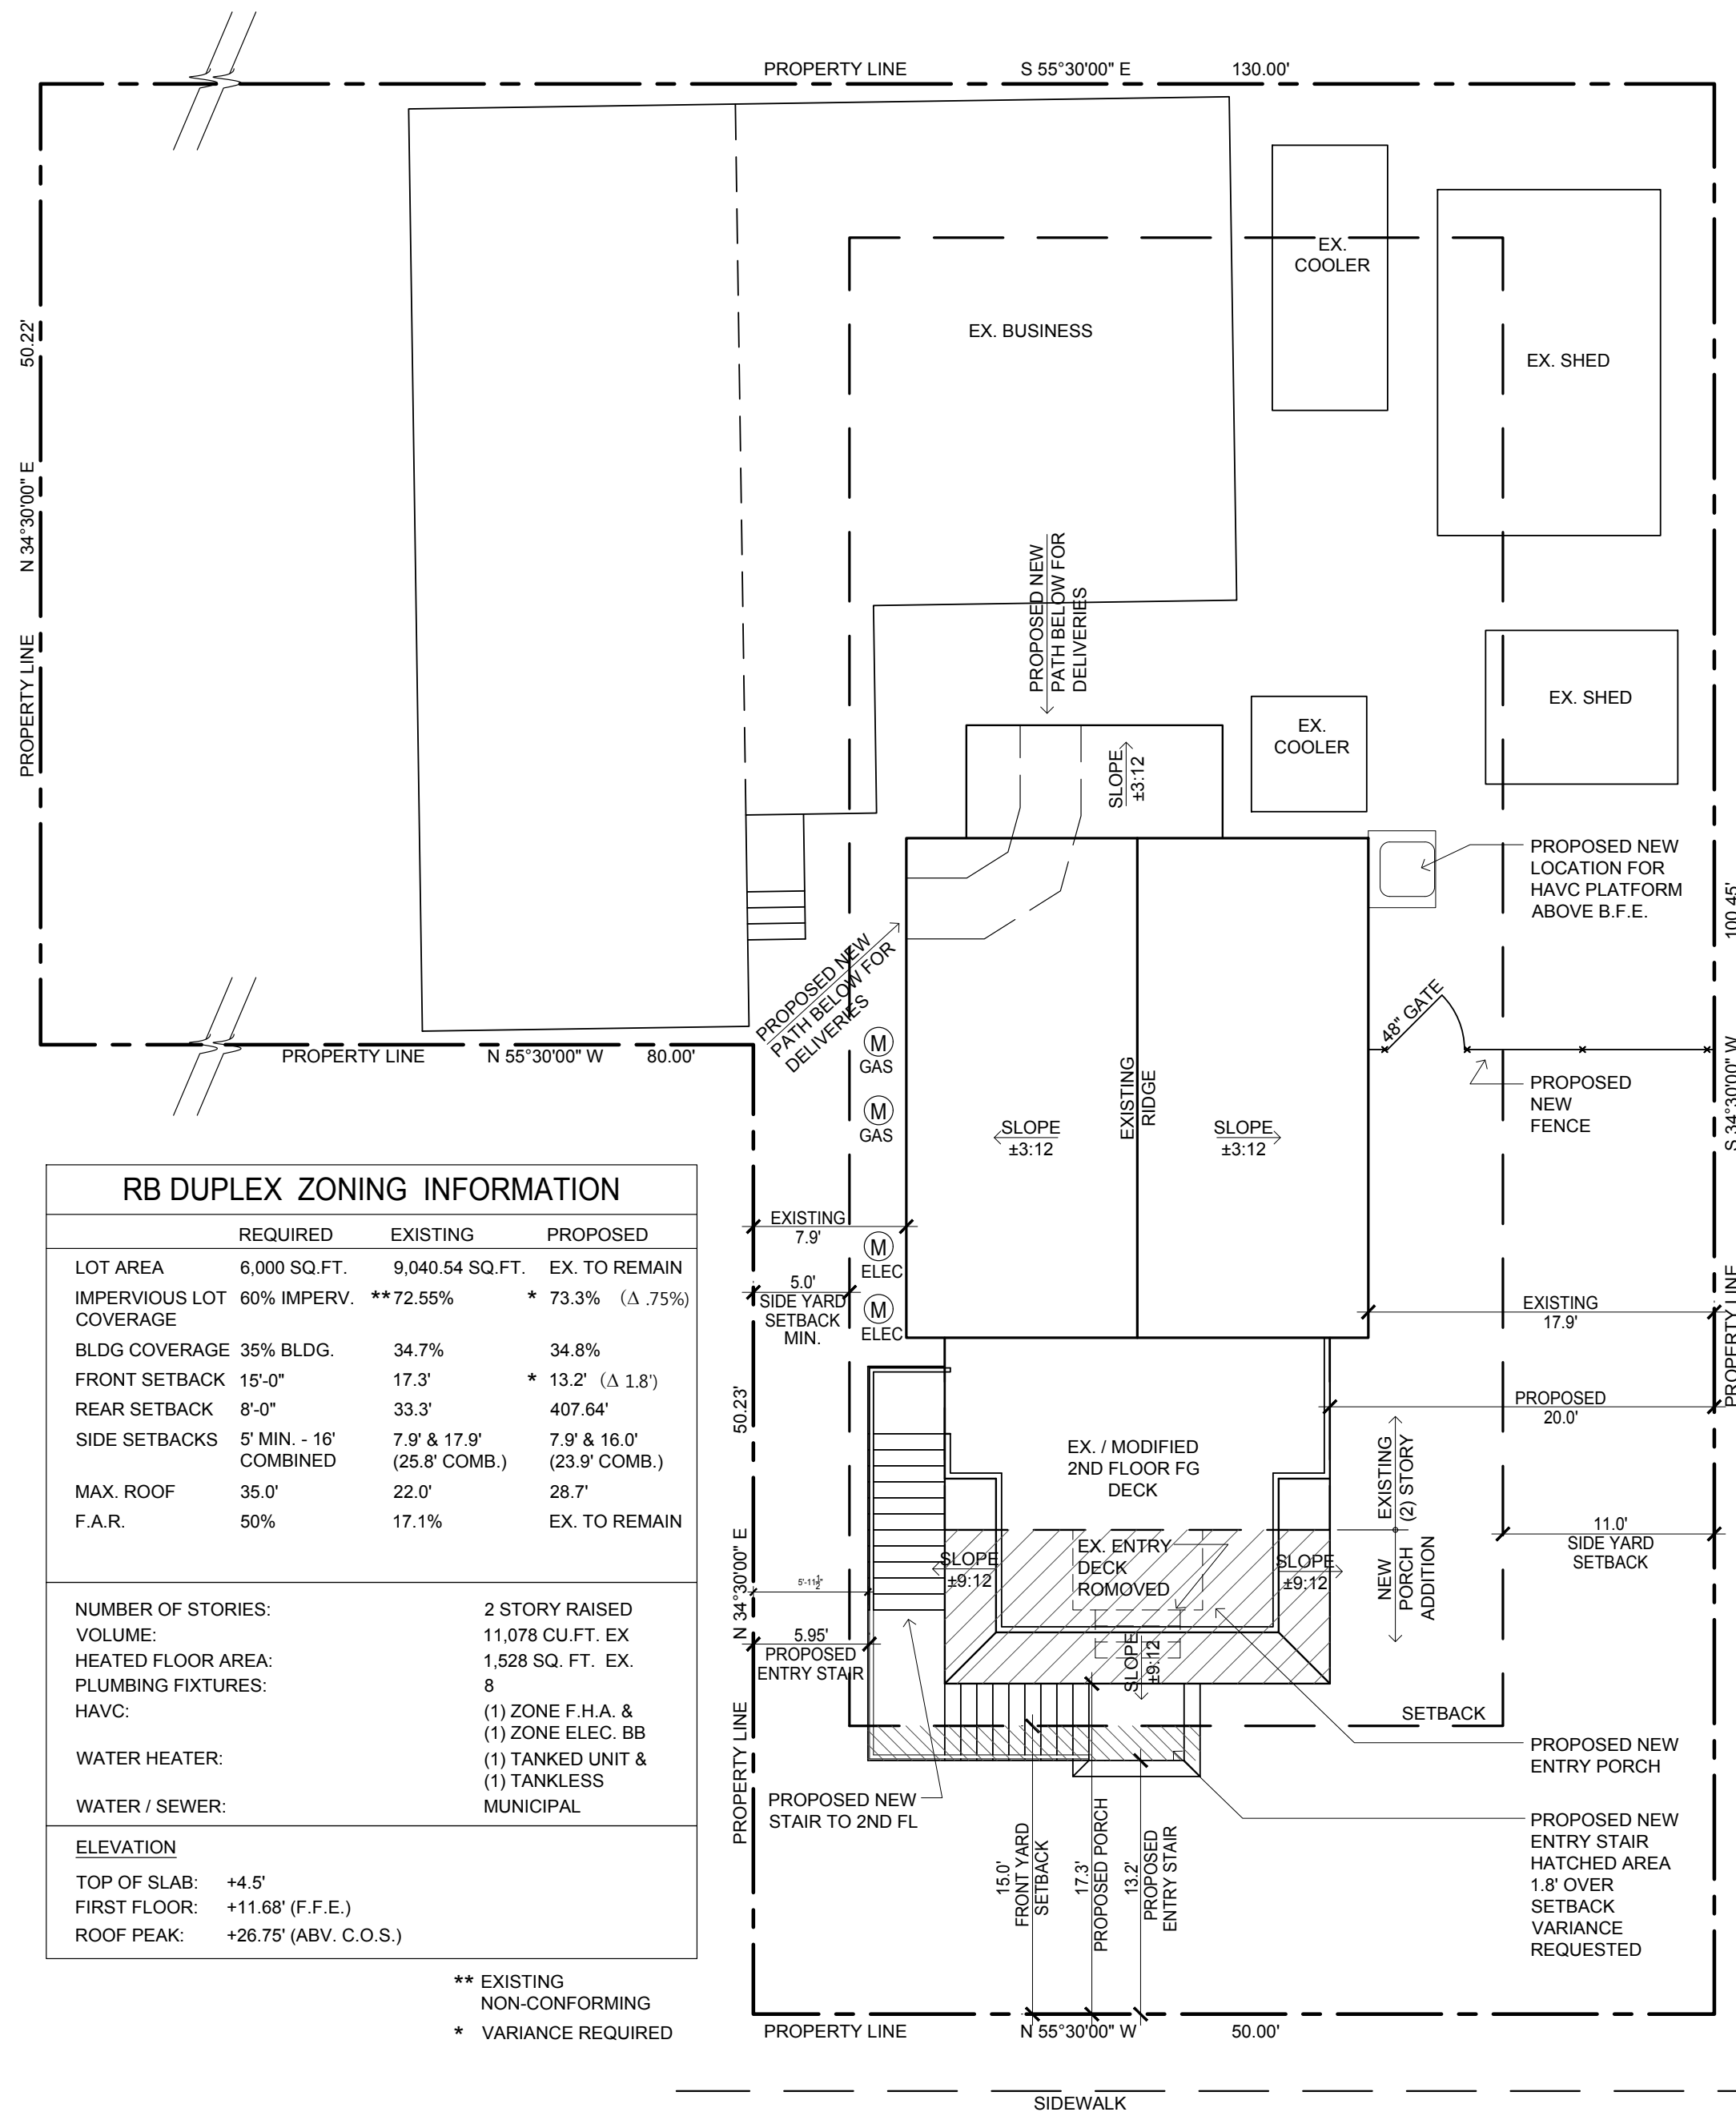 PROPERTY LINE S 55°30'00" E 130.00'
50.22'
N 34°30'00" E
PROPERTY LINE
EX.
COOLER
EX. BUSINESS
EX. SHED
PROPOSED NEW
PATH BELOW FOR
DELIVERIES
EX. SHED
EX.
COOLER
SLOPE
±3:12
PROPOSED NEW
LOCATION FOR
HAVC PLATFORM
ABOVE B.F.E.
100.45'
S 34°30'00" W
PROPERTY LINE
PROPOSED NEW
PATH BELOW FOR
DELIVERIES
48" GATE
M
GAS
M
GAS
PROPERTY LINE N 55°30'00" W 80.00'
EXISTING
RIDGE
SLOPE
±3:12
SLOPE
±3:12
PROPOSED
NEW
FENCE
EXISTING
7.9'
M
ELEC
5.0'
SIDE YARD
SETBACK
MIN.
M
ELEC
EXISTING
17.9'
PROPOSED
20.0'
50.23'
N 34°30'00" E
PROPERTY LINE
EX. / MODIFIED
2ND FLOOR FG
DECK
EXISTING
(2) STORY
NEW
PORCH
ADDITION
11.0'
SIDE YARD
SETBACK
EX. ENTRY
DECK
ROMOVED
SLOPE
±9:12
SLOPE
±9:12
SLOPE
±9:12
5'-11½"
5.95'
PROPOSED
ENTRY STAIR
SETBACK
PROPOSED NEW
ENTRY PORCH
PROPOSED NEW
STAIR TO 2ND FL
15.0'
FRONT YARD
SETBACK
17.3'
PROPOSED PORCH
13.2'
PROPOSED
ENTRY STAIR
PROPOSED NEW
ENTRY STAIR
HATCHED AREA
1.8' OVER
SETBACK
VARIANCE
REQUESTED
PROPERTY LINE N 55°30'00" W 50.00'
SIDEWALK
RB DUPLEX ZONING INFORMATION
REQUIRED EXISTING PROPOSED
LOT AREA 6,000 SQ.FT. 9,040.54 SQ.FT. EX. TO REMAIN
IMPERVIOUS LOT 60% IMPERV. **72.55% * 73.3% (Δ .75%)
COVERAGE
BLDG COVERAGE 35% BLDG. 34.7% 34.8%
FRONT SETBACK 15'-0" 17.3' * 13.2' (Δ 1.8')
REAR SETBACK 8'-0" 33.3' 407.64'
SIDE SETBACKS 5' MIN. - 16' 7.9' & 17.9' 7.9' & 16.0'
COMBINED (25.8' COMB.) (23.9' COMB.)
MAX. ROOF 35.0' 22.0' 28.7'
F.A.R. 50% 17.1% EX. TO REMAIN
NUMBER OF STORIES: 2 STORY RAISED
VOLUME: 11,078 CU.FT. EX
HEATED FLOOR AREA: 1,528 SQ. FT. EX.
PLUMBING FIXTURES: 8
HAVC: (1) ZONE F.H.A. &
(1) ZONE ELEC. BB
WATER HEATER: (1) TANKED UNIT &
(1) TANKLESS
WATER / SEWER: MUNICIPAL
ELEVATION
TOP OF SLAB: +4.5'
FIRST FLOOR: +11.68' (F.F.E.)
ROOF PEAK: +26.75' (ABV. C.O.S.)
** EXISTING
NON-CONFORMING
* VARIANCE REQUIRED